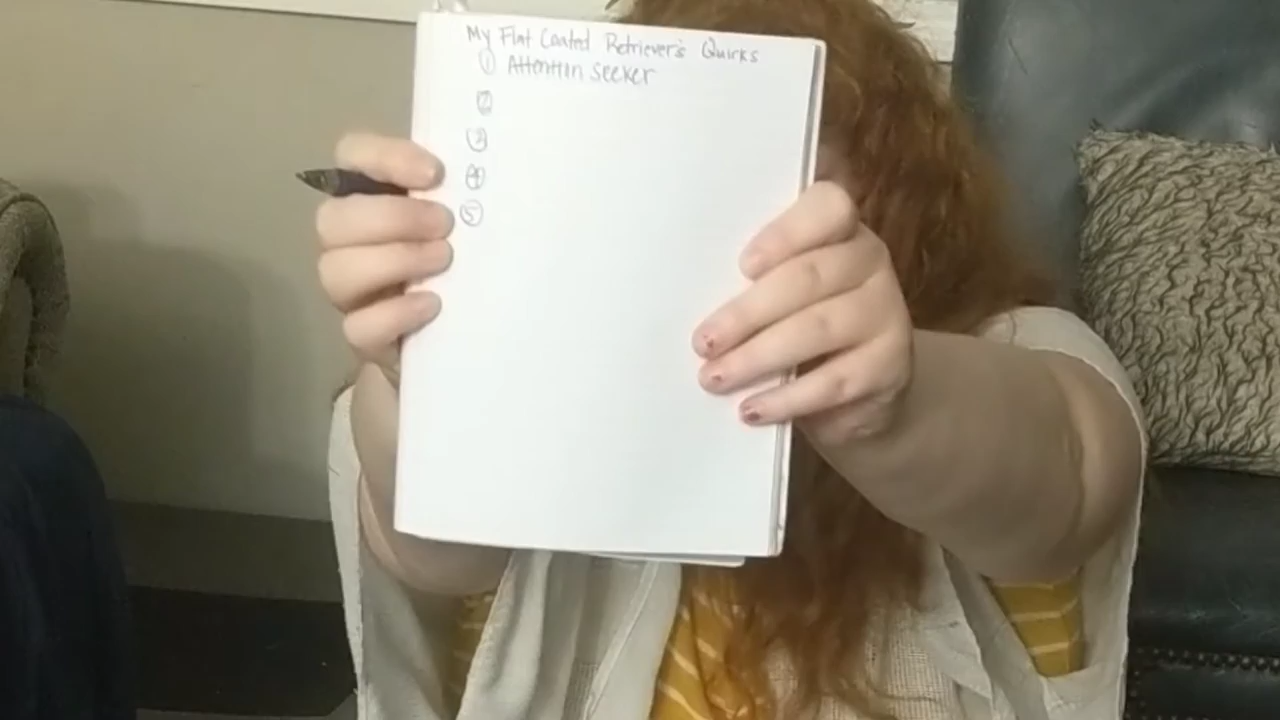 My Flat Coated Retriever's Quirks
① Attention Seeker
②
③
④
⑤